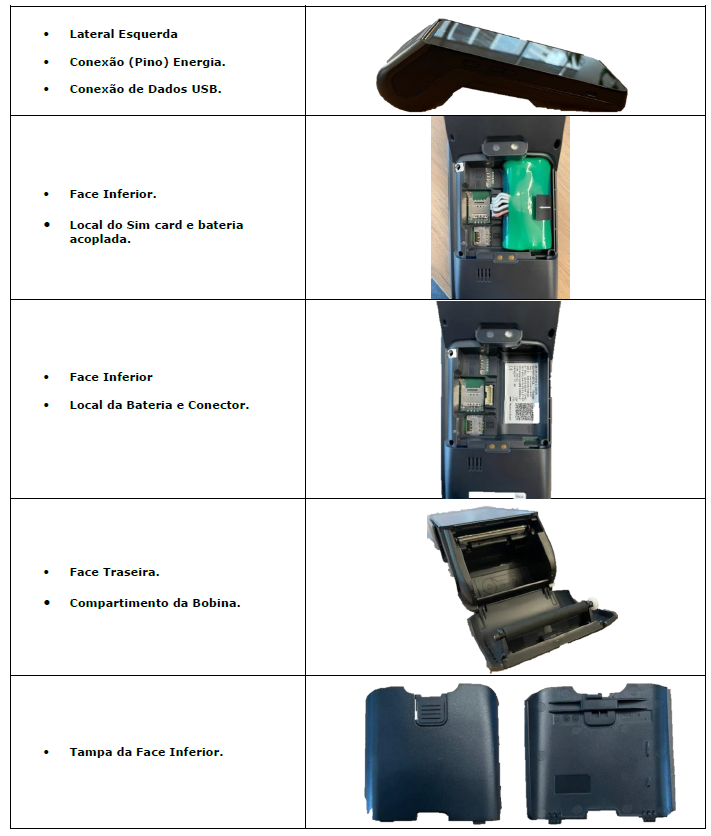 • Lateral Esquerda
• Conexão (Pino) Energia.
• Conexão de Dados USB.
• Face Inferior.
• Local do Sim card e bateria
acoplada.
• Face Inferior
• Local da Bateria e Conector.
• Face Traseira.
• Compartimento da Bobina.
• Tampa da Face Inferior.